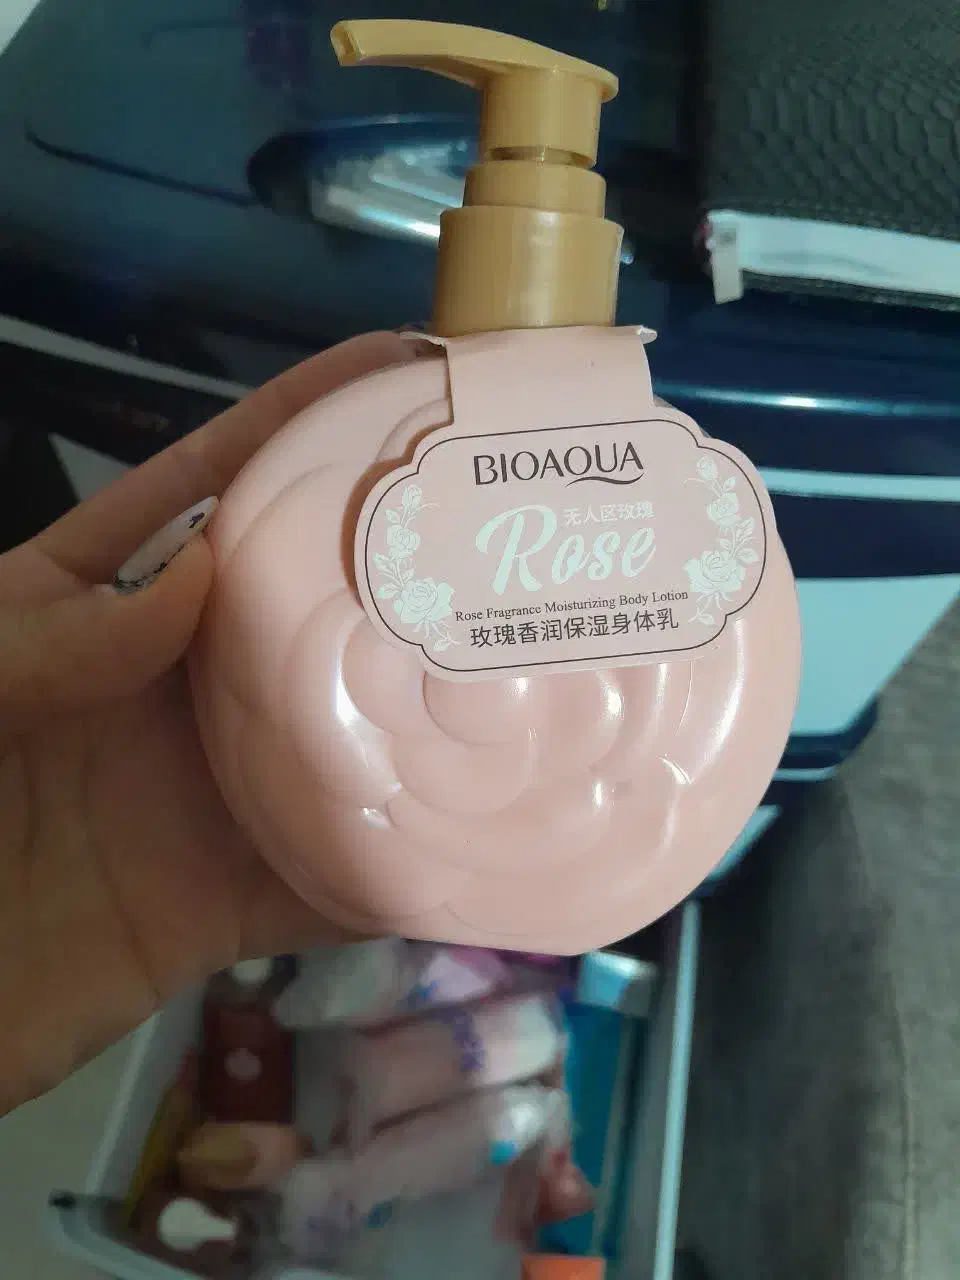 BIOAQUA
无人区玫瑰
Rose
Rose Fragrance Moisturizing Body Lotion
玫瑰香润保湿身体乳